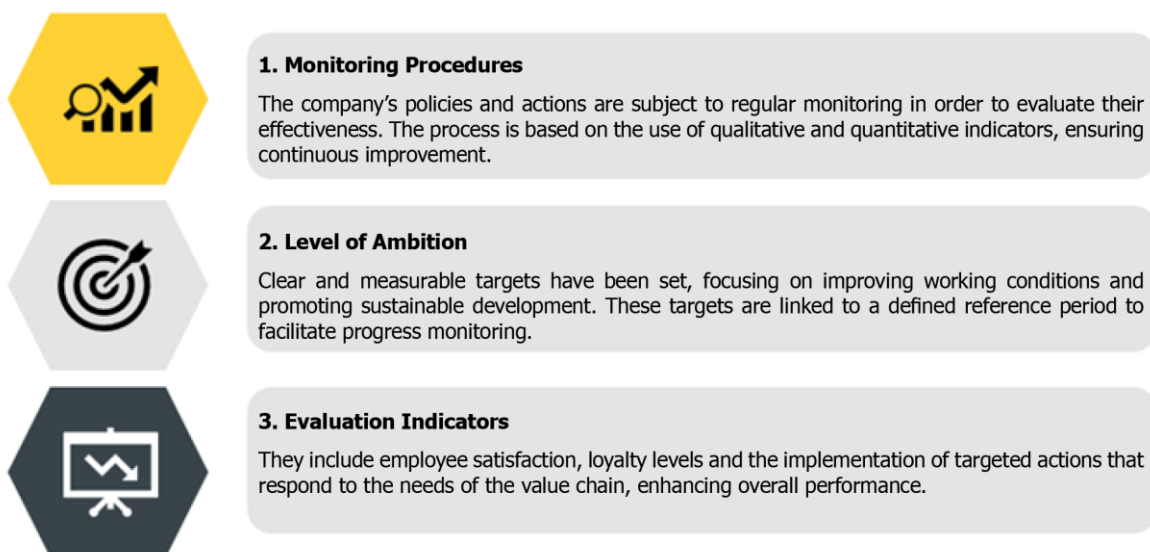 1. Monitoring Procedures
The company’s policies and actions are subject to regular monitoring in order to evaluate their
effectiveness. The process is based on the use of qualitative and quantitative indicators, ensuring
continuous improvement.
2. Level of Ambition
Clear and measurable targets have been set, focusing on improving working conditions and
promoting sustainable development. These targets are linked to a defined reference period to
facilitate progress monitoring.
3. Evaluation Indicators
They include employee satisfaction, loyalty levels and the implementation of targeted actions that
respond to the needs of the value chain, enhancing overall performance.